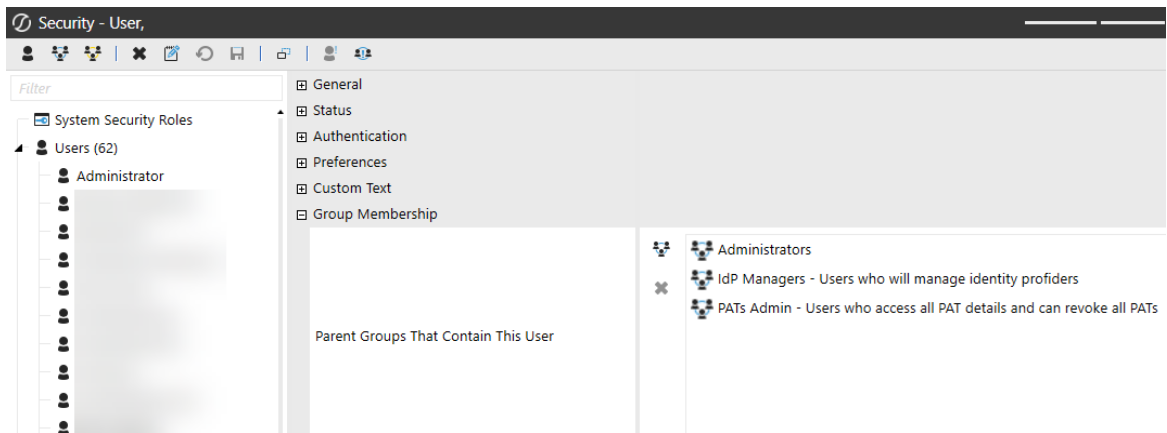 Security - User,
Filter
System Security Roles
Users (62)
Administrator
General
Status
Authentication
Preferences
Custom Text
Group Membership
Parent Groups That Contain This User
Administrators
IdP Managers - Users who will manage identity profiders
PATs Admin - Users who access all PAT details and can revoke all PATs